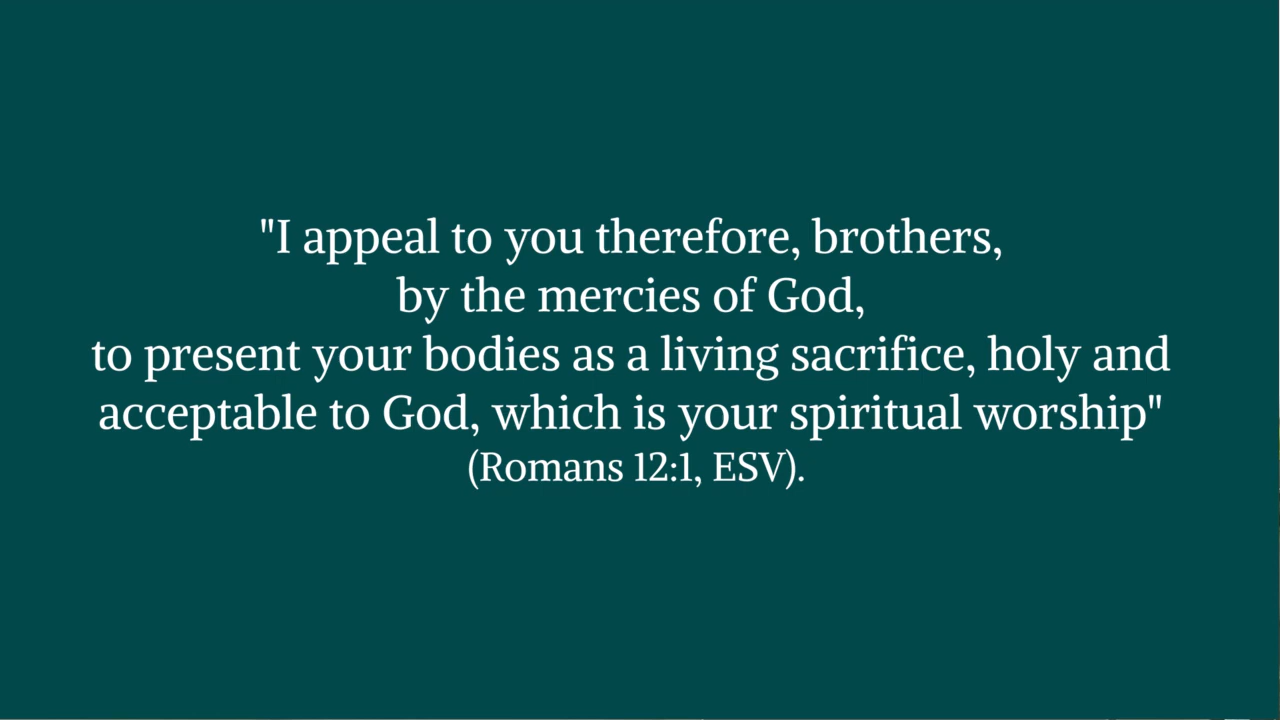 "I appeal to you therefore, brothers,
by the mercies of God,
to present your bodies as a living sacrifice, holy and
acceptable to God, which is your spiritual worship"
(Romans 12:1, ESV).